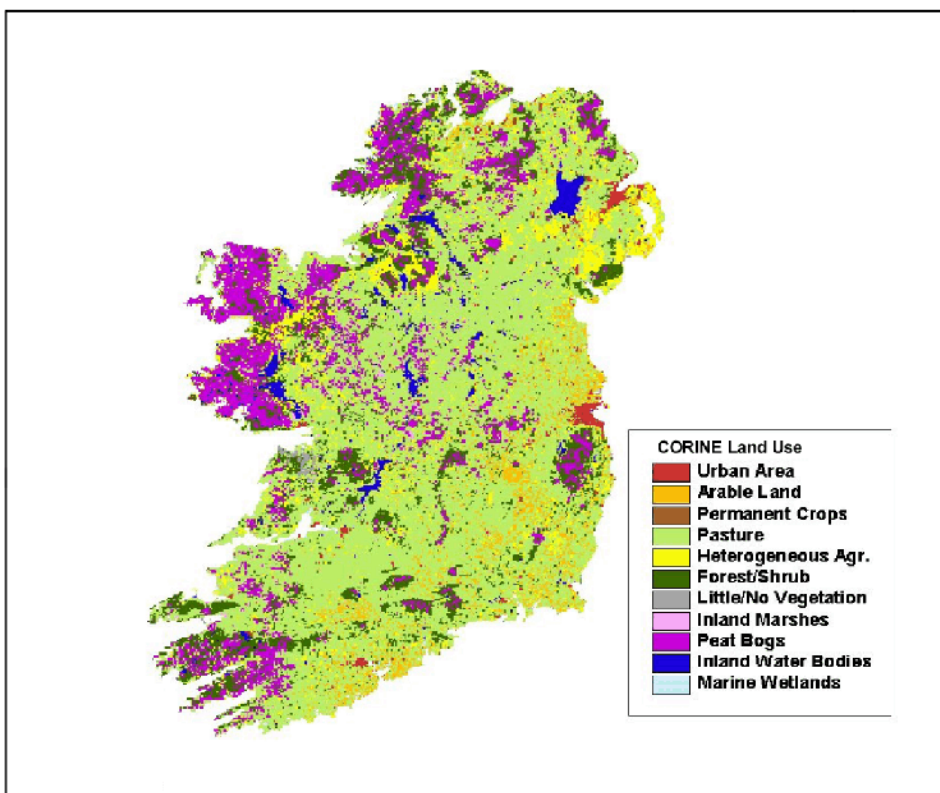 CORINE Land Use
Urban Area
Arable Land
Permanent Crops
Pasture
Heterogeneous Agr.
Forest/Shrub
Little/No Vegetation
Inland Marshes
Peat Bogs
Inland Water Bodies
Marine Wetlands